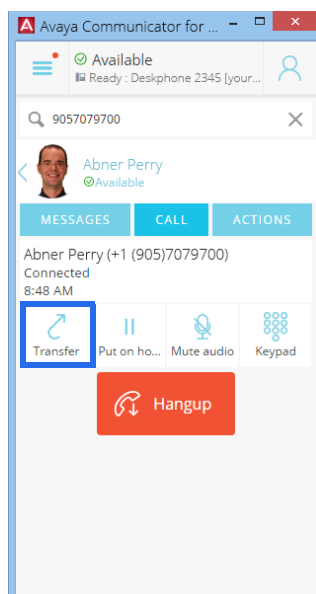 Avaya Communicator for ...
Available
Ready : Deskphone 2345 [your...
9057079700
Abner Perry
Available
MESSAGES CALL ACTIONS
Abner Perry (+1 (905)7079700)
Connected
8:48 AM
Transfer Put on ho... Mute audio Keypad
Hangup